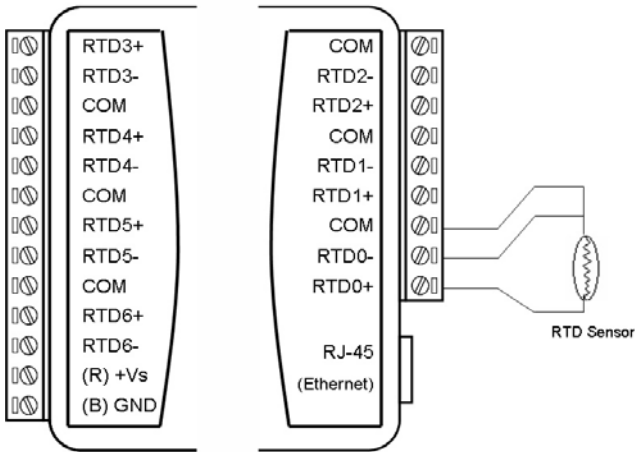 RTD3+
RTD3-
COM
RTD4+
RTD4-
COM
RTD5+
RTD5-
COM
RTD6+
RTD6-
(R) +Vs
(B) GND
COM
RTD2-
RTD2+
COM
RTD1-
RTD1+
COM
RTD0-
RTD0+
RJ-45
(Ethernet)
RTD Sensor